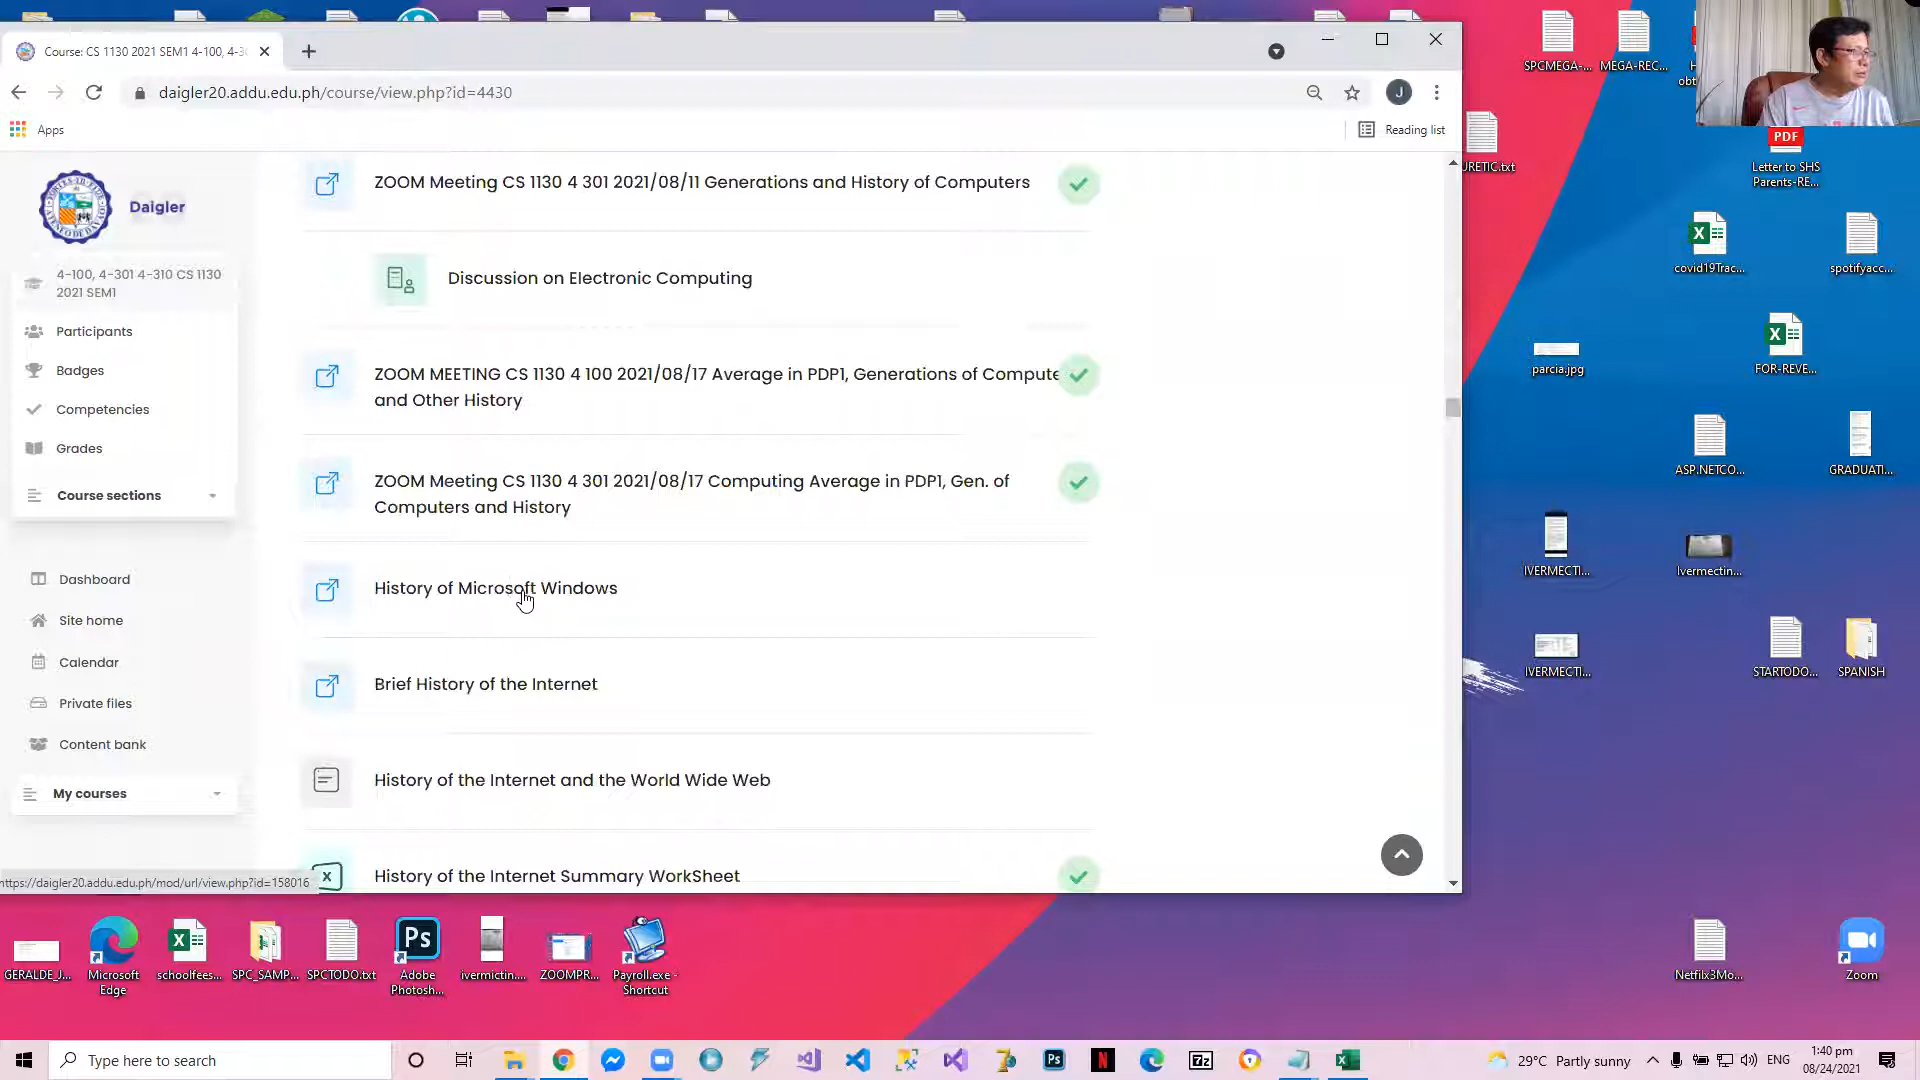 Course: CS 1130 2021 SEM1 4-100, 4-30
daigler20.addu.edu.ph/course/view.php?id=4430
J
Apps
Reading list
Daigler
4-100, 4-301 4-310 CS 1130
2021 SEM1
Participants
Badges
Competencies
Grades
Course sections
Dashboard
Site home
Calendar
Private files
Content bank
My courses
ZOOM Meeting CS 1130 4 301 2021/08/11 Generations and History of Computers
Discussion on Electronic Computing
ZOOM MEETING CS 1130 4 100 2021/08/17 Average in PDP1, Generations of Compute
and Other History
ZOOM Meeting CS 1130 4 301 2021/08/17 Computing Average in PDP1, Gen. of
Computers and History
History of Microsoft Windows
Brief History of the Internet
History of the Internet and the World Wide Web
History of the Internet Summary WorkSheet
https://daigler20.addu.edu.ph/mod/url/view.php?id=158016
SPCMEGA-...
MEGA-REC...
URETIC.txt
PDF
Letter to SHS
Parents-RE...
covid19Trac...
spotifyacc...
parcia.jpg
FOR-REVE...
ASP.NETCO...
GRADUATI...
IVERMECTI...
Ivermectin...
IVERMECTI...
STARTODO...
SPANISH
Netflix3Mo...
Zoom
GERALDE_J...
Microsoft
Edge
schoolfees...
SPC_SAMP...
SPCTODO.txt
Ps
Adobe
Photosh...
ivermictin....
ZOOMPR...
Payroll.exe -
Shortcut
Type here to search
29°C Partly sunny
ENG
1:40 pm
08/24/2021